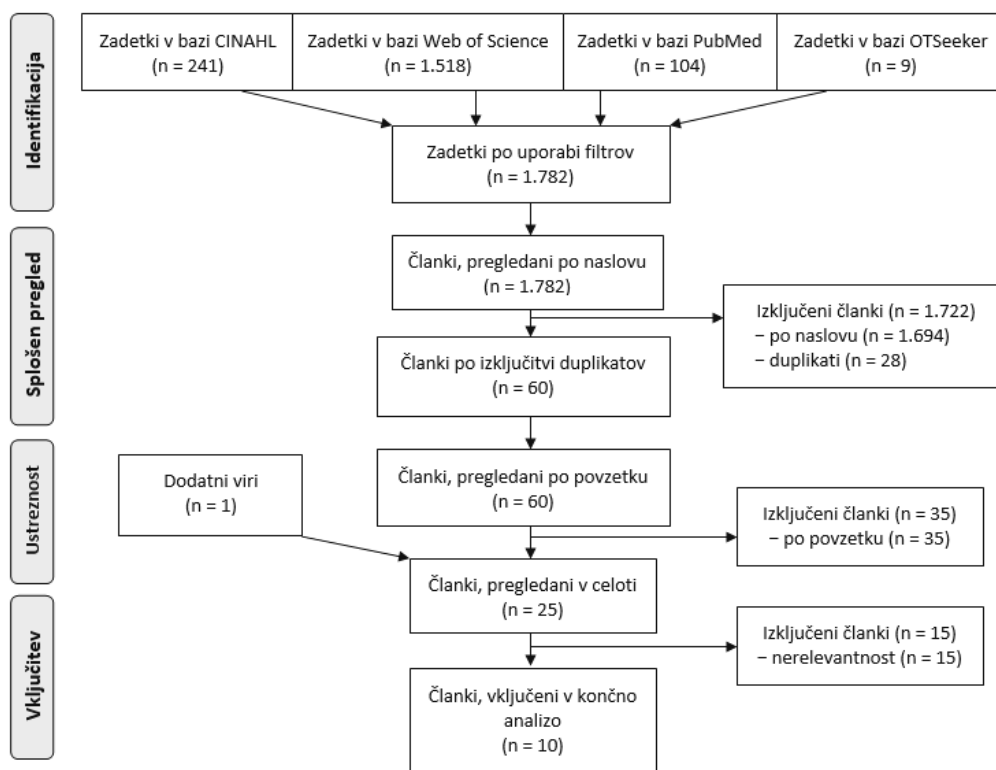 Identifikacija
Zadetki v bazi CINAHL
(n = 241)
Zadetki v bazi Web of Science
(n = 1.518)
Zadetki v bazi PubMed
(n = 104)
Zadetki v bazi OTSeeker
(n = 9)
Zadetki po uporabi filtrov
(n = 1.782)
Splošen pregled
Članki, pregledani po naslovu
(n = 1.782)
Izključeni članki (n = 1.722)
− po naslovu (n = 1.694)
− duplikati (n = 28)
Članki po izključitvi duplikatov
(n = 60)
Ustreznost
Dodatni viri
(n = 1)
Članki, pregledani po povzetku
(n = 60)
Izključeni članki (n = 35)
− po povzetku (n = 35)
Članki, pregledani v celoti
(n = 25)
Vključitev
Izključeni članki (n = 15)
− nerelevantnost (n = 15)
Članki, vključeni v končno
analizo
(n = 10)